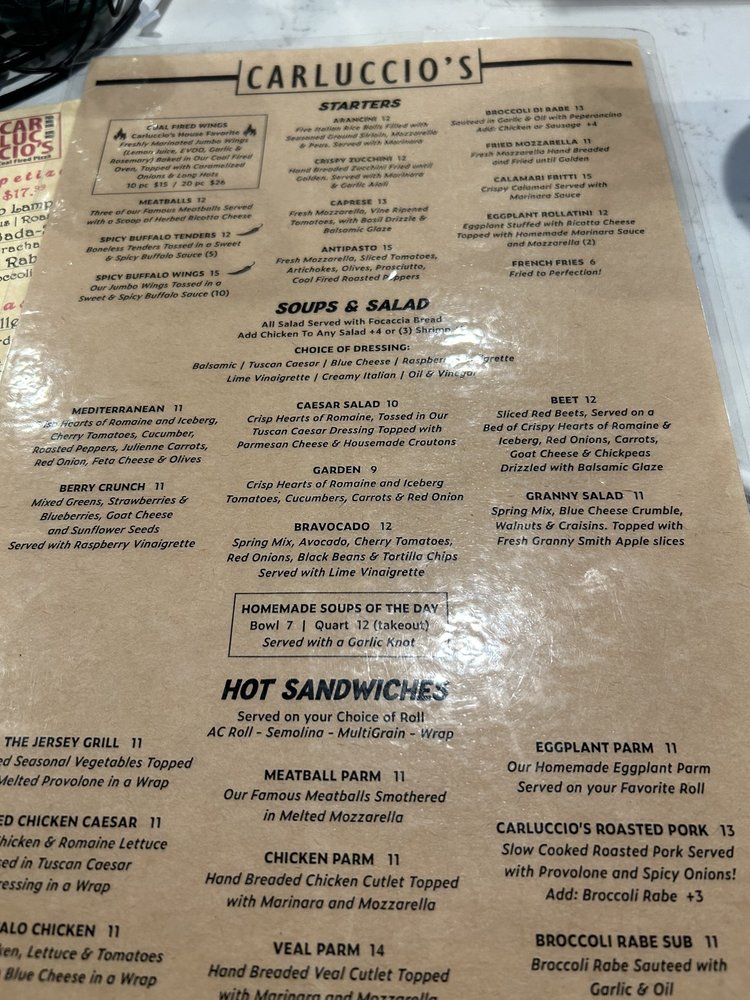 CARLUCCIO'S
STARTERS
COAL FIRED WINGS
Carluccio's House Favorite
Freshly Marinated Jumbo Wings
(Lemon Juice, EVOO, Garlic &
Rosemary) Baked in Our Coal Fired
Oven, Topped with Caramelized
Onions & Long Hots
10 pc $15 / 20 pc $26
MEATBALLS 12
Three of our Famous Meatballs Served
with a Scoop of Herbed Ricotta Cheese
SPICY BUFFALO TENDERS 12
Boneless Tenders Tossed in a Sweet
& Spicy Buffalo Sauce (5)
SPICY BUFFALO WINGS 15
Our Jumbo Wings Tossed in a
Sweet & Spicy Buffalo Sauce (10)
ARANCINI 12
Five Italian Rice Balls Filled with
Seasoned Ground Sirloin, Mozzarella
& Peas. Served with Marinara
CRISPY ZUCCHINI 12
Hand Breaded Zucchini Fried until
Golden. Served with Marinara
& Garlic Aioli
CAPRESE 13
Fresh Mozzarella, Vine Ripened
Tomatoes, with Basil Drizzle &
Balsamic Glaze
ANTIPASTO 15
Fresh Mozzarella, Sliced Tomatoes,
Artichokes, Olives, Prosciutto,
Coal Fired Roasted Peppers
BROCCOLI DI RABE 13
Sauteed in Garlic & Oil with Peperoncino
Add: Chicken or Sausage +4
FRIED MOZZARELLA 11
Fresh Mozzarella Hand Breaded
and Fried until Golden
CALAMARI FRITTI 15
Crispy Calamari Served with
Marinara Sauce
EGGPLANT ROLLATINI 12
Eggplant Stuffed with Ricotta Cheese
Topped with Homemade Marinara Sauce
and Mozzarella (2)
FRENCH FRIES 6
Fried to Perfection!
SOUPS & SALAD
All Salad Served with Focaccia Bread
Add Chicken To Any Salad +4 or (3) Shrimp
CHOICE OF DRESSING:
Balsamic | Tuscan Caesar | Blue Cheese | Raspberry Vinaigrette
Lime Vinaigrette | Creamy Italian | Oil & Vinegar
MEDITERRANEAN 11
Crisp Hearts of Romaine and Iceberg,
Cherry Tomatoes, Cucumber,
Roasted Peppers, Julienne Carrots,
Red Onion, Feta Cheese & Olives
BERRY CRUNCH 11
Mixed Greens, Strawberries &
Blueberries, Goat Cheese
and Sunflower Seeds
Served with Raspberry Vinaigrette
CAESAR SALAD 10
Crisp Hearts of Romaine, Tossed in Our
Tuscan Caesar Dressing Topped with
Parmesan Cheese & Housemade Croutons
GARDEN 9
Crisp Hearts of Romaine and Iceberg
Tomatoes, Cucumbers, Carrots & Red Onion
BRAVOCADO 12
Spring Mix, Avocado, Cherry Tomatoes,
Red Onions, Black Beans & Tortilla Chips
Served with Lime Vinaigrette
BEET 12
Sliced Red Beets, Served on a
Bed of Crispy Hearts of Romaine &
Iceberg, Red Onions, Carrots,
Goat Cheese & Chickpeas
Drizzled with Balsamic Glaze
GRANNY SALAD 11
Spring Mix, Blue Cheese Crumble,
Walnuts & Craisins. Topped with
Fresh Granny Smith Apple slices
HOMEMADE SOUPS OF THE DAY
Bowl 7 | Quart 12 (takeout)
Served with a Garlic Knot
HOT SANDWICHES
Served on your Choice of Roll
AC Roll - Semolina - MultiGrain - Wrap
THE JERSEY GRILL 11
ed Seasonal Vegetables Topped
Melted Provolone in a Wrap
ED CHICKEN CAESAR 11
Chicken & Romaine Lettuce
sed in Tuscan Caesar
ressing in a Wrap
ALO CHICKEN 11
ken, Lettuce & Tomatoes
Blue Cheese in a Wrap
MEATBALL PARM 11
Our Famous Meatballs Smothered
in Melted Mozzarella
CHICKEN PARM 11
Hand Breaded Chicken Cutlet Topped
with Marinara and Mozzarella
VEAL PARM 14
Hand Breaded Veal Cutlet Topped
with Marinara and Mozzarella
EGGPLANT PARM 11
Our Homemade Eggplant Parm
Served on your Favorite Roll
CARLUCCIO'S ROASTED PORK 13
Slow Cooked Roasted Pork Served
with Provolone and Spicy Onions!
Add: Broccoli Rabe +3
BROCCOLI RABE SUB 11
Broccoli Rabe Sauteed with
Garlic & Oil
CAR
LUC
CIO'S
Coal Fired Pizza
$17.99
Lamp
Rab